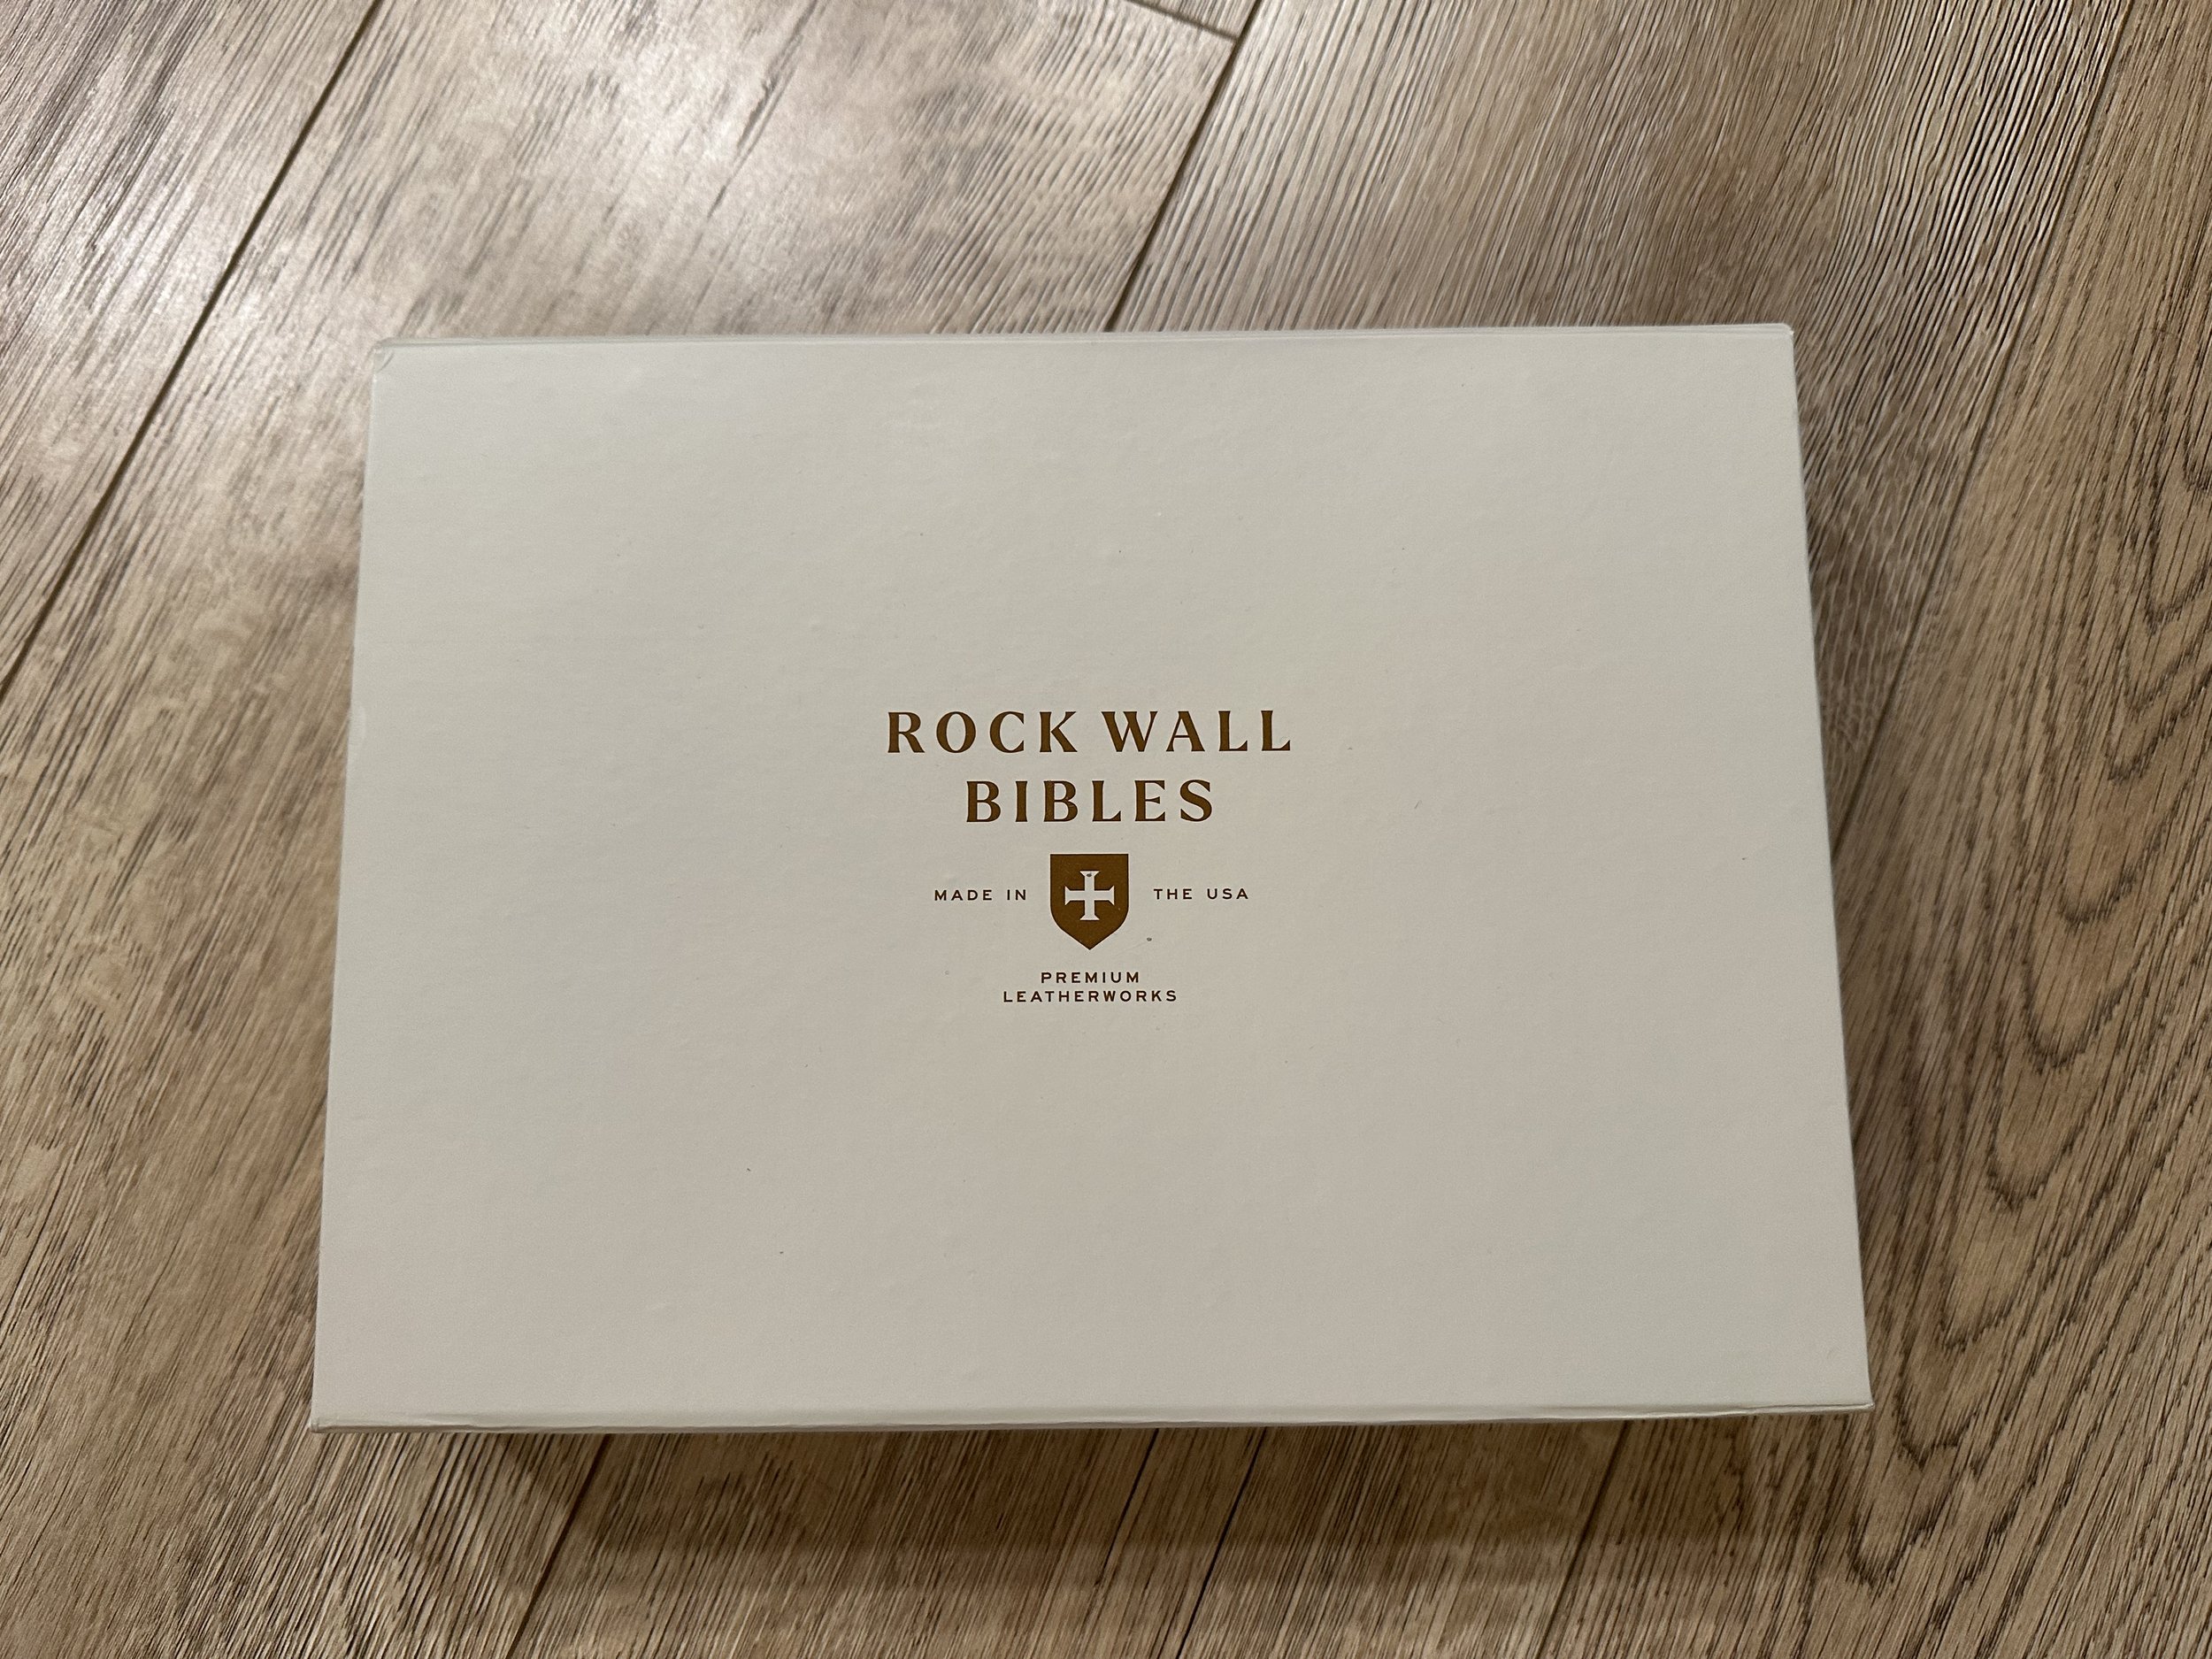 ROCK WALL
BIBLES
MADE IN THE USA
PREMIUM
LEATHERWORKS